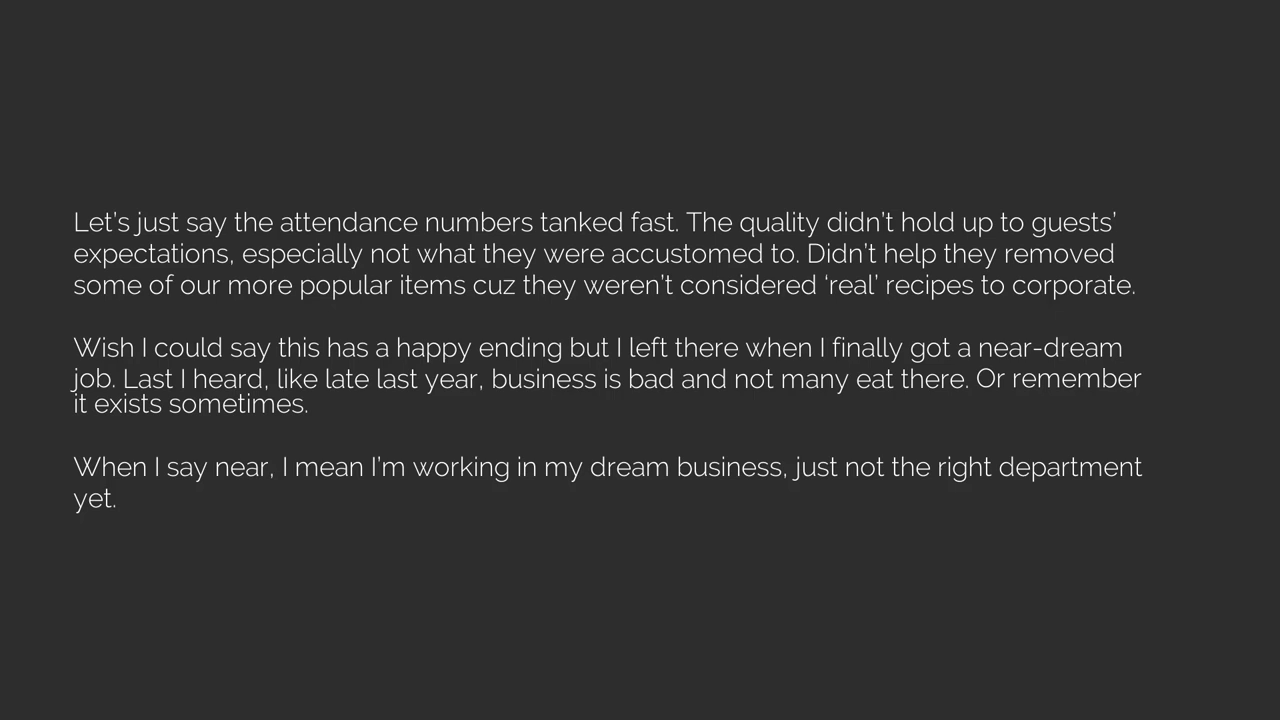 Let’s just say the attendance numbers tanked fast. The quality didn’t hold up to guests’
expectations, especially not what they were accustomed to. Didn’t help they removed
some of our more popular items cuz they weren’t considered ‘real’ recipes to corporate.
Wish I could say this has a happy ending but I left there when I finally got a near-dream
job. Last I heard, like late last year, business is bad and not many eat there. Or remember
it exists sometimes.
When I say near, I mean I’m working in my dream business, just not the right department
yet.